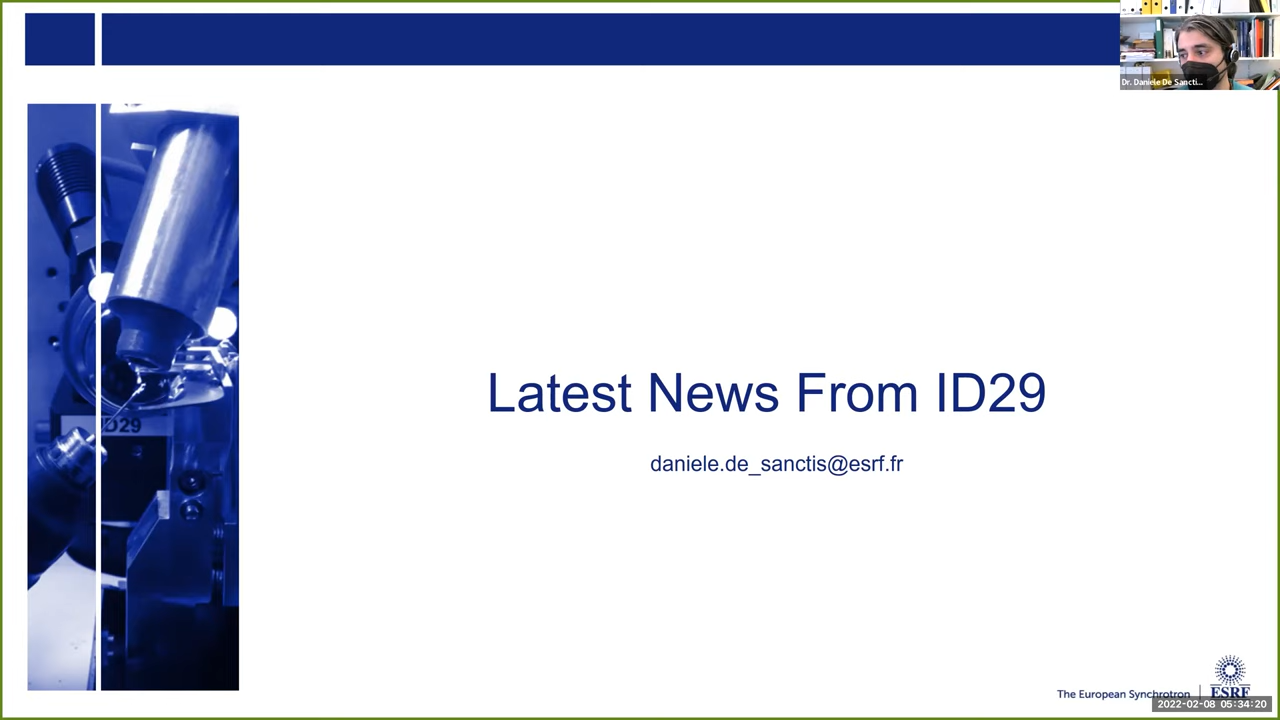 Dr. Daniele De Sancti...
ID29
Latest News From ID29
daniele.de_sanctis@esrf.fr
The European Synchrotron
ESRF
2022-02-08 05:34:20